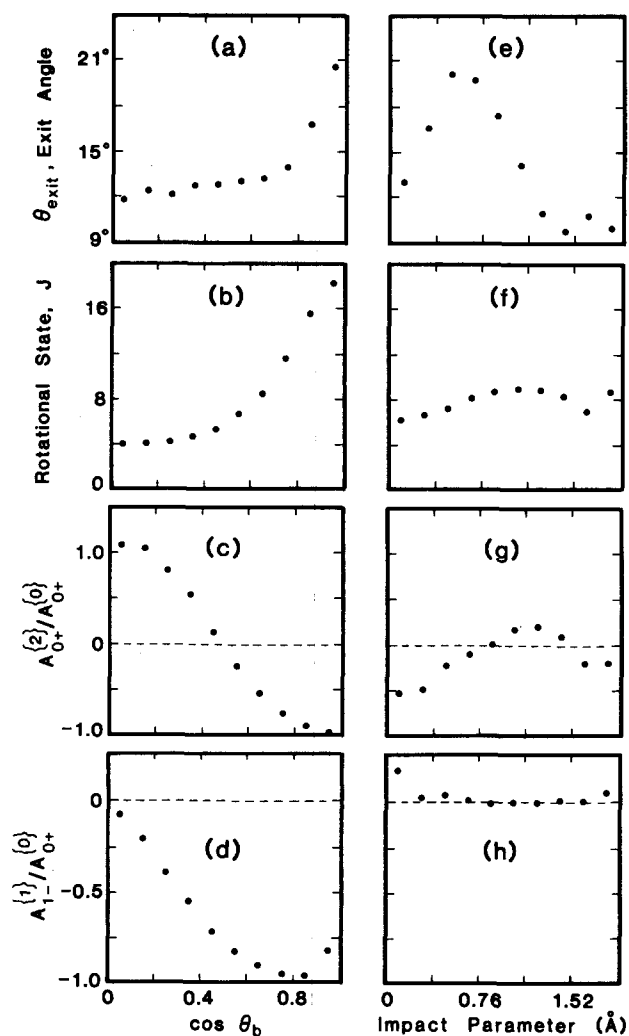 (a)
21°
15°
9°
θexit, Exit Angle
(e)
(b)
16
8
0
Rotational State, J
(f)
(c)
1.0
0
-1.0
A{2}0+/A{0}0+
(g)
(d)
0
-0.5
-1.0
A{1}1-/A{0}0+
(h)
0 0.4 0.8
cos θb
0 0.76 1.52
Impact Parameter (Å)